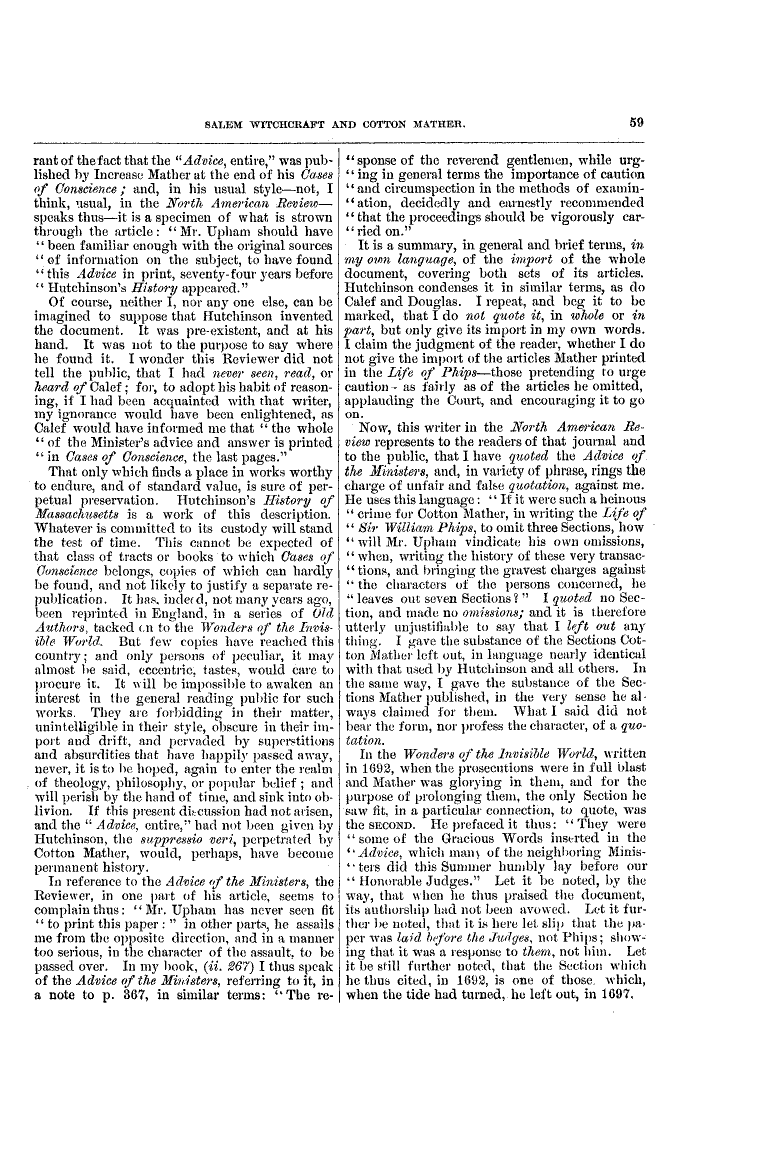 SALEM WITCHCRAFT AND COTTON MATHER. 59
rant of the fact that the "Advice, entire," was pub-
lished by Increase Mather at the end of his Cases
of Conscience; and, in his usual style—not, I
think, usual, in the North American Review—
speaks thus—it is a specimen of what is strown
through the article: "Mr. Upham should have
"been familiar enough with the original sources
"of information on the subject, to have found
"this Advice in print, seventy-four years before
"Hutchinson's History appeared."
Of course, neither I, nor any one else, can be
imagined to suppose that Hutchinson invented
the document. It was pre-existent, and at his
hand. It was not to the purpose to say where
he found it. I wonder this Reviewer did not
tell the public, that I had never seen, read, or
heard of Calef; for, to adopt his habit of reason-
ing, if I had been acquainted with that writer,
my ignorance would have been enlightened, as
Calef would have informed me that "the whole
"of the Minister's advice and answer is printed
"in Cases of Conscience, the last pages."
That only which finds a place in works worthy
to endure, and of standard value, is sure of per-
petual preservation. Hutchinson's History of
Massachusetts is a work of this description.
Whatever is committed to its custody will stand
the test of time. This cannot be expected of
that class of tracts or books to which Cases of
Conscience belongs, copies of which can hardly
be found, and not likely to justify a separate re-
publication. It has, indeed, not many years ago,
been reprinted in England, in a series of Old
Authors, tacked on to the Wonders of the Invis-
ible World. But few copies have reached this
country; and only persons of peculiar, it may
almost be said, eccentric, tastes, would care to
procure it. It will be impossible to awaken an
interest in the general reading public for such
works. They are forbidding in their matter,
unintelligible in their style, obscure in their im-
port and drift, and pervaded by superstitions
and absurdities that have happily passed away,
never, it is to be hoped, again to enter the realm
of theology, philosophy, or popular belief; and
will perish by the hand of time, and sink into ob-
livion. If this present discussion had not arisen,
and the "Advice, entire," had not been given by
Hutchinson, the suppressio veri, perpetrated by
Cotton Mather, would, perhaps, have become
permanent history.
In reference to the Advice of the Ministers, the
Reviewer, in one part of his article, seems to
complain thus: "Mr. Upham has never seen fit
"to print this paper:" in other parts, he assails
me from the opposite direction, and in a manner
too serious, in the character of the assault, to be
passed over. In my book, (ii. 267) I thus speak
of the Advice of the Ministers, referring to it, in
a note to p. 367, in similar terms: "The re-
"sponse of the reverend gentlemen, while urg-
"ing in general terms the importance of caution
"and circumspection in the methods of examin-
"ation, decidedly and earnestly recommended
"that the proceedings should be vigorously car-
"ried on."
It is a summary, in general and brief terms, in
my own language, of the import of the whole
document, covering both sets of its articles.
Hutchinson condenses it in similar terms, as do
Calef and Douglas. I repeat, and beg it to be
marked, that I do not quote it, in whole or in
part, but only give its import in my own words.
I claim the judgment of the reader, whether I do
not give the import of the articles Mather printed
in the Life of Phips—those pretending to urge
caution—as fairly as of the articles he omitted,
applauding the Court, and encouraging it to go
on.
Now, this writer in the North American Re-
view represents to the readers of that journal and
to the public, that I have quoted the Advice of
the Ministers, and, in variety of phrase, rings the
charge of unfair and false quotation, against me.
He uses this language: "If it were such a heinous
"crime for Cotton Mather, in writing the Life of
"Sir William Phips, to omit three Sections, how
"will Mr. Upham vindicate his own omissions,
"when, writing the history of these very transac-
"tions, and bringing the gravest charges against
"the characters of the persons concerned, he
"leaves out seven Sections?" I quoted no Sec-
tion, and made no omissions; and it is therefore
utterly unjustifiable to say that I left out any
thing. I gave the substance of the Sections Cot-
ton Mather left out, in language nearly identical
with that used by Hutchinson and all others. In
the same way, I gave the substance of the Sec-
tions Mather published, in the very sense he al-
ways claimed for them. What I said did not
bear the form, nor profess the character, of a quo-
tation.
In the Wonders of the Invisible World, written
in 1692, when the prosecutions were in full blast
and Mather was glorying in them, and for the
purpose of prolonging them, the only Section he
saw fit, in a particular connection, to quote, was
the SECOND. He prefaced it thus: "They were
"some of the Gracious Words inserted in the
"Advice, which many of the neighboring Minis-
"ters did this Summer humbly lay before our
"Honorable Judges." Let it be noted, by the
way, that when he thus praised the document,
its authorship had not been avowed. Let it fur-
ther be noted, that it is here let slip that the pa-
per was laid before the Judges, not Phips; show-
ing that it was a response to them, not him. Let
it be still further noted, that the Section which
he thus cited, in 1692, is one of those, which,
when the tide had turned, he left out, in 1697.